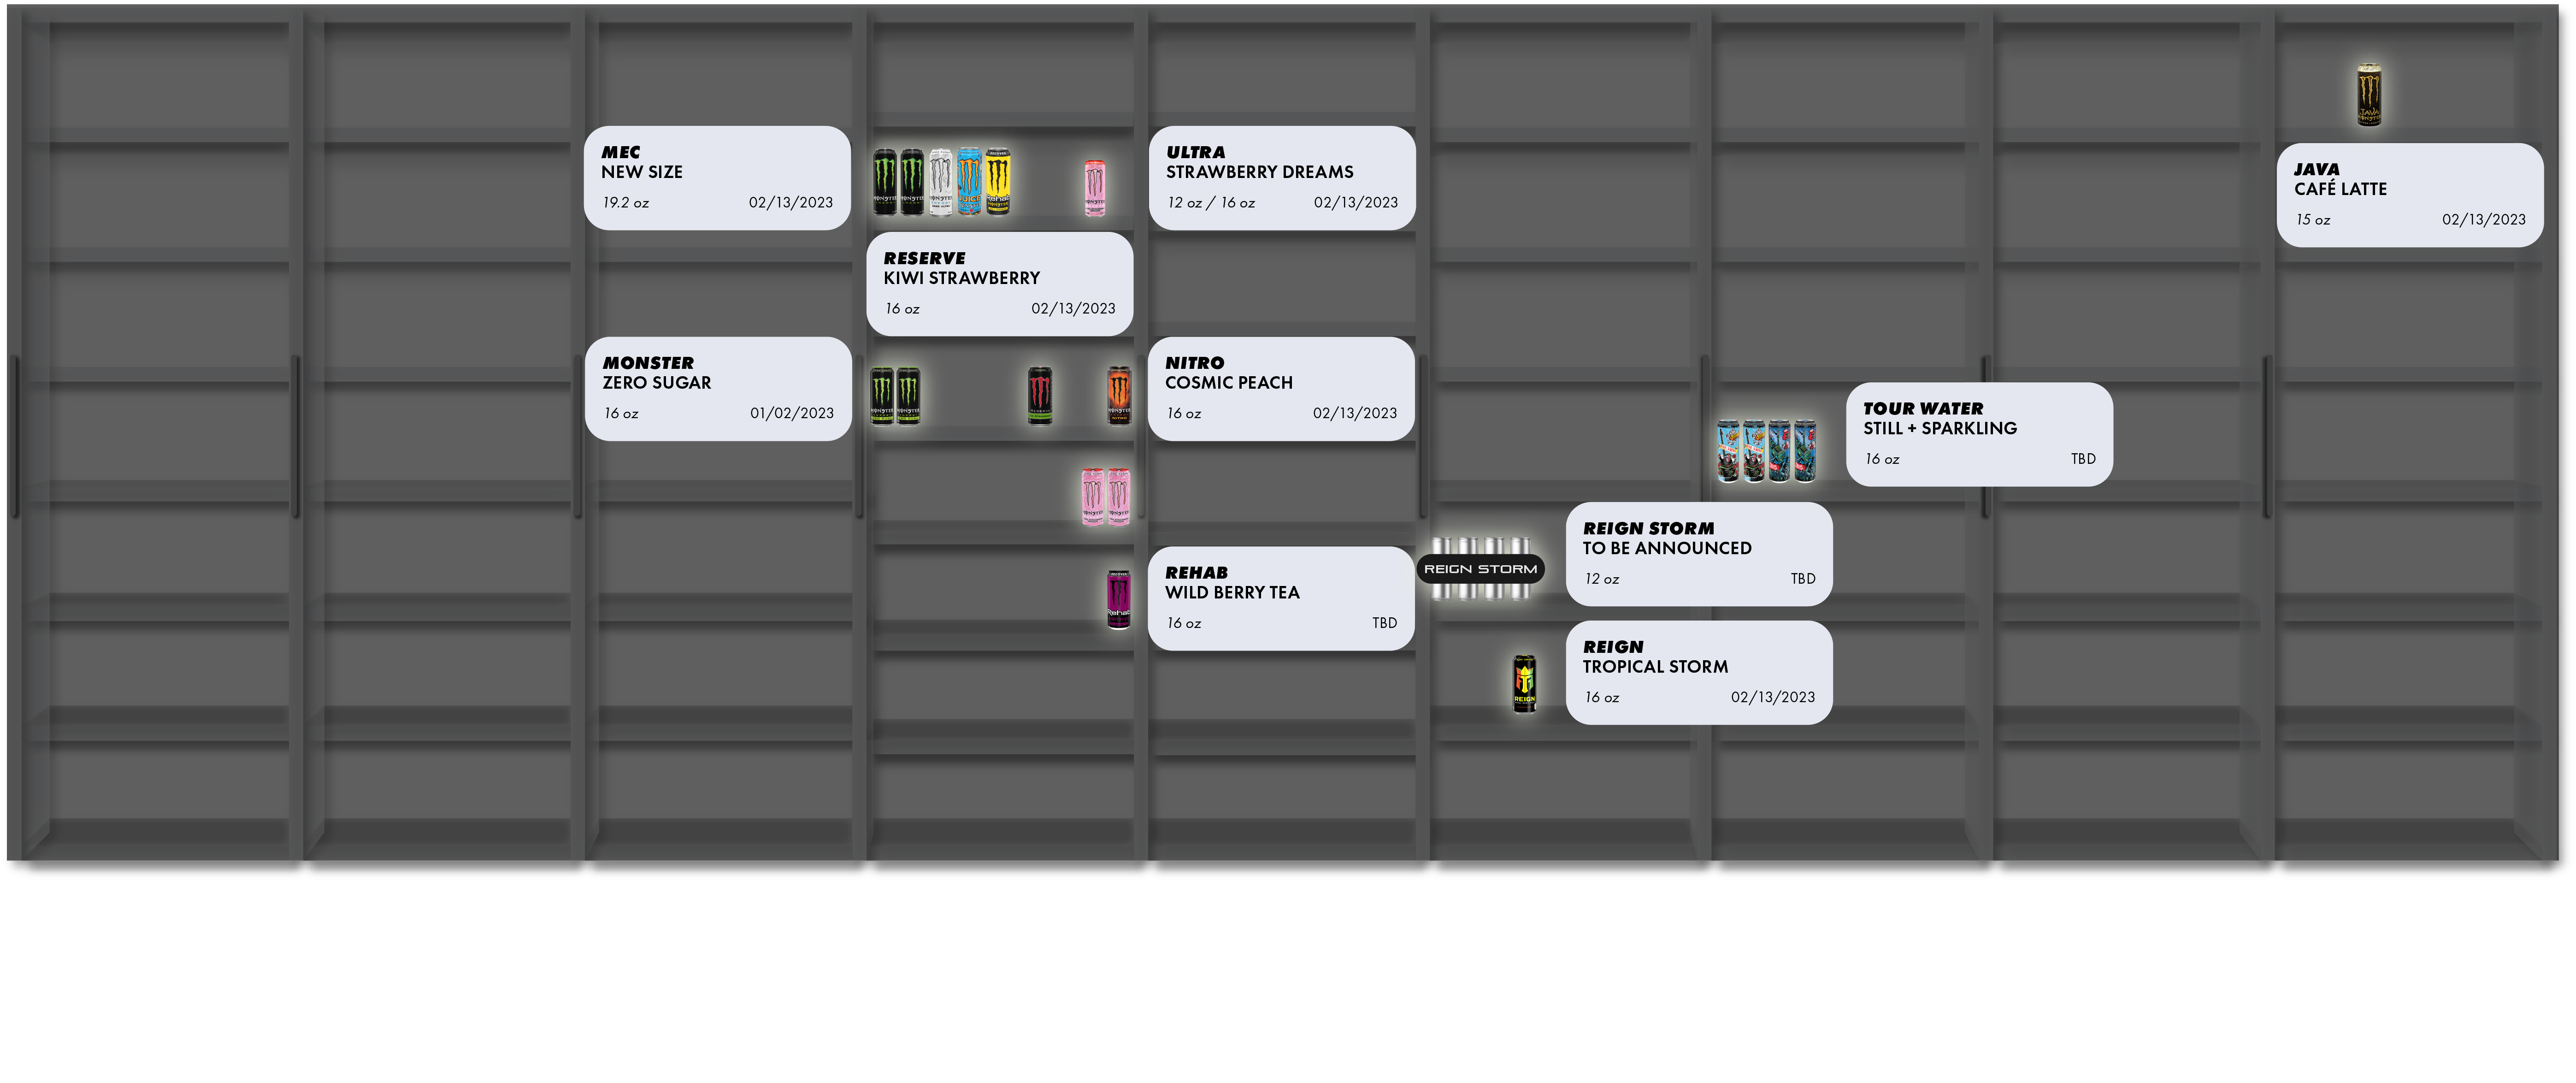 MEC
NEW SIZE
19.2 oz 02/13/2023
ULTRA
STRAWBERRY DREAMS
12 oz / 16 oz 02/13/2023
JAVA
CAFÉ LATTE
15 oz 02/13/2023
RESERVE
KIWI STRAWBERRY
16 oz 02/13/2023
MONSTER
ZERO SUGAR
16 oz 01/02/2023
NITRO
COSMIC PEACH
16 oz 02/13/2023
TOUR WATER
STILL + SPARKLING
16 oz TBD
REIGN STORM
REIGN STORM
TO BE ANNOUNCED
12 oz TBD
REHAB
WILD BERRY TEA
16 oz TBD
REIGN
REIGN
TROPICAL STORM
16 oz 02/13/2023